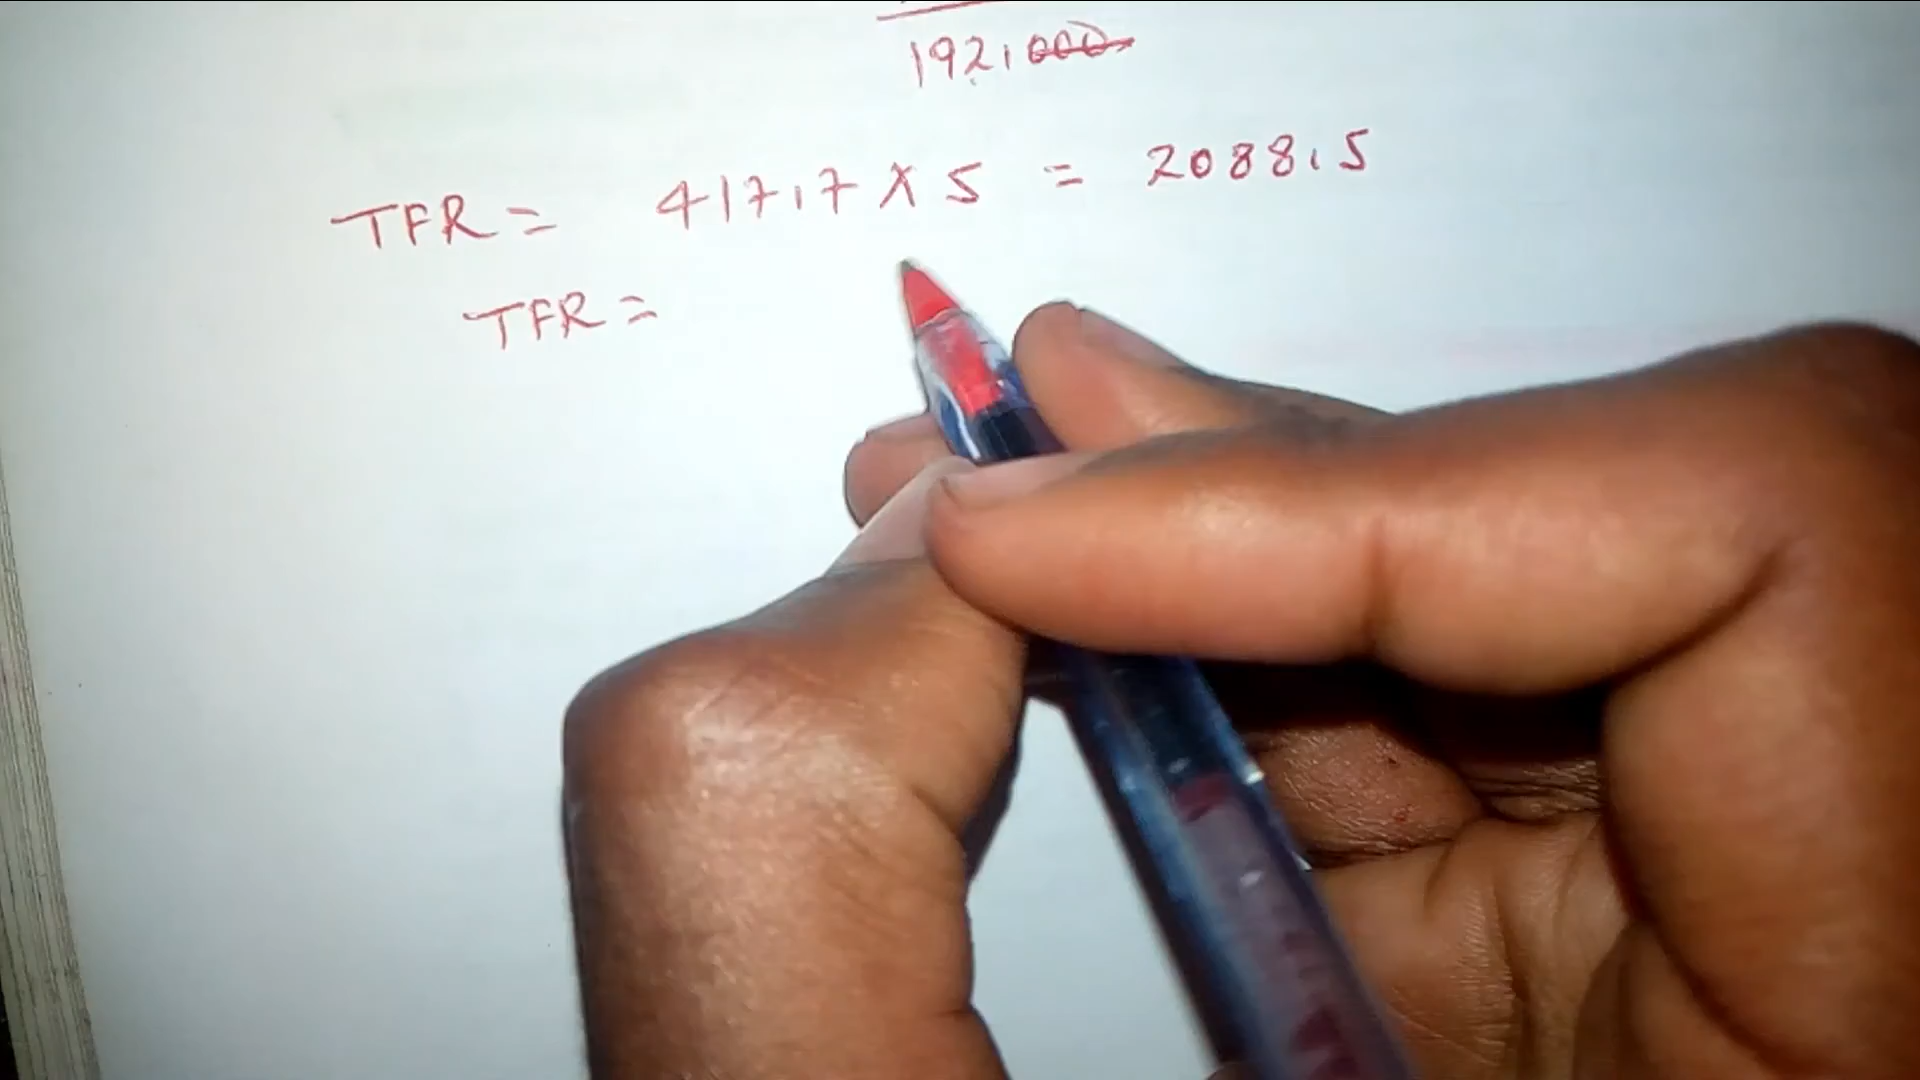 192,000
TFR = 417.7 X 5 = 2088.5
TFR =